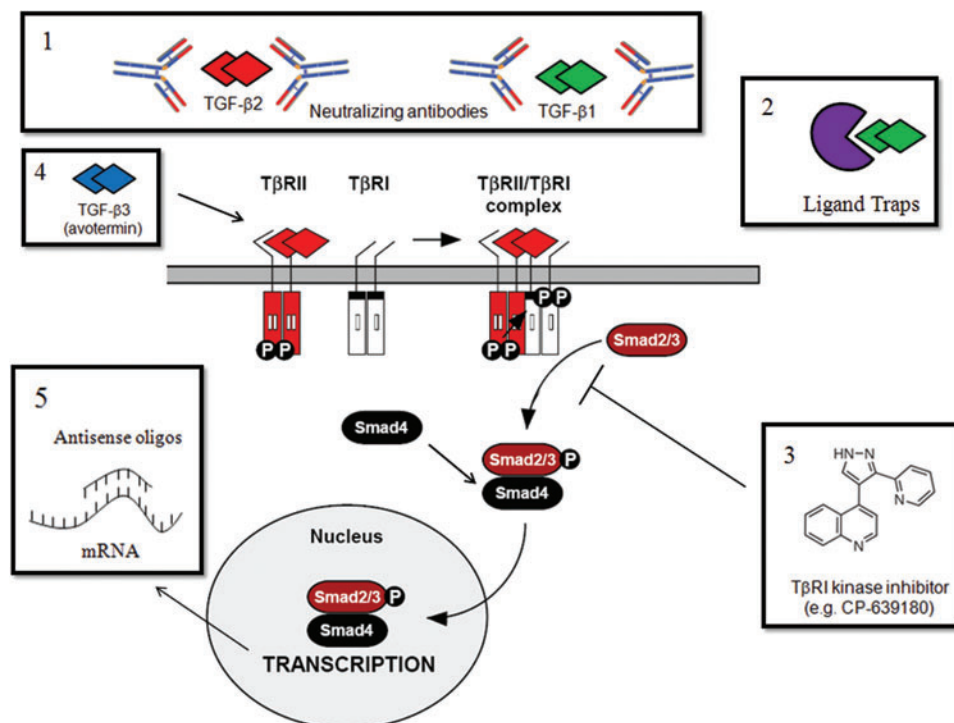 1
TGF-β2
Neutralizing antibodies
TGF-β1
2
Ligand Traps
4
TGF-β3
(avotermin)
TβRII
TβRI
TβRII/TβRI
complex
II
II
I
I
II
I
I
P
P
P
P
P
P
Smad2/3
Smad4
Smad2/3
P
Smad4
3
HN
N
N
N
TβRI kinase inhibitor
(e.g. CP-639180)
5
Antisense oligos
mRNA
Nucleus
Smad2/3
P
Smad4
TRANSCRIPTION